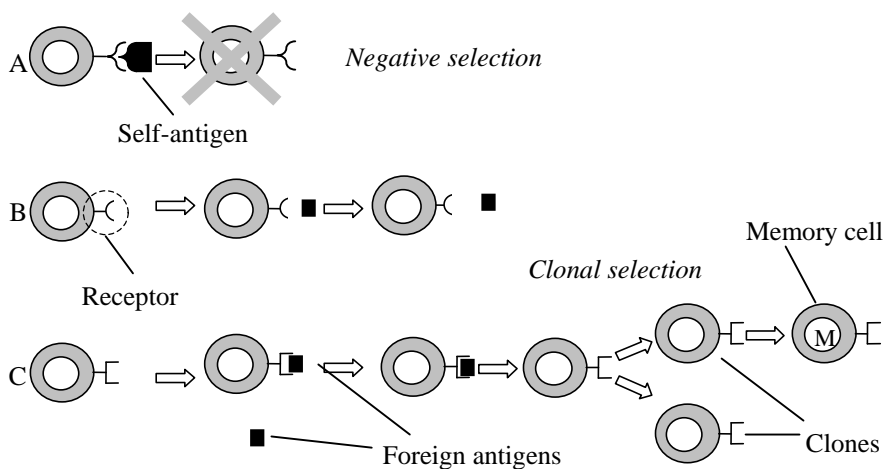 A
Negative selection
Self-antigen
B
Memory cell
Clonal selection
Receptor
M
C
Foreign antigens
Clones